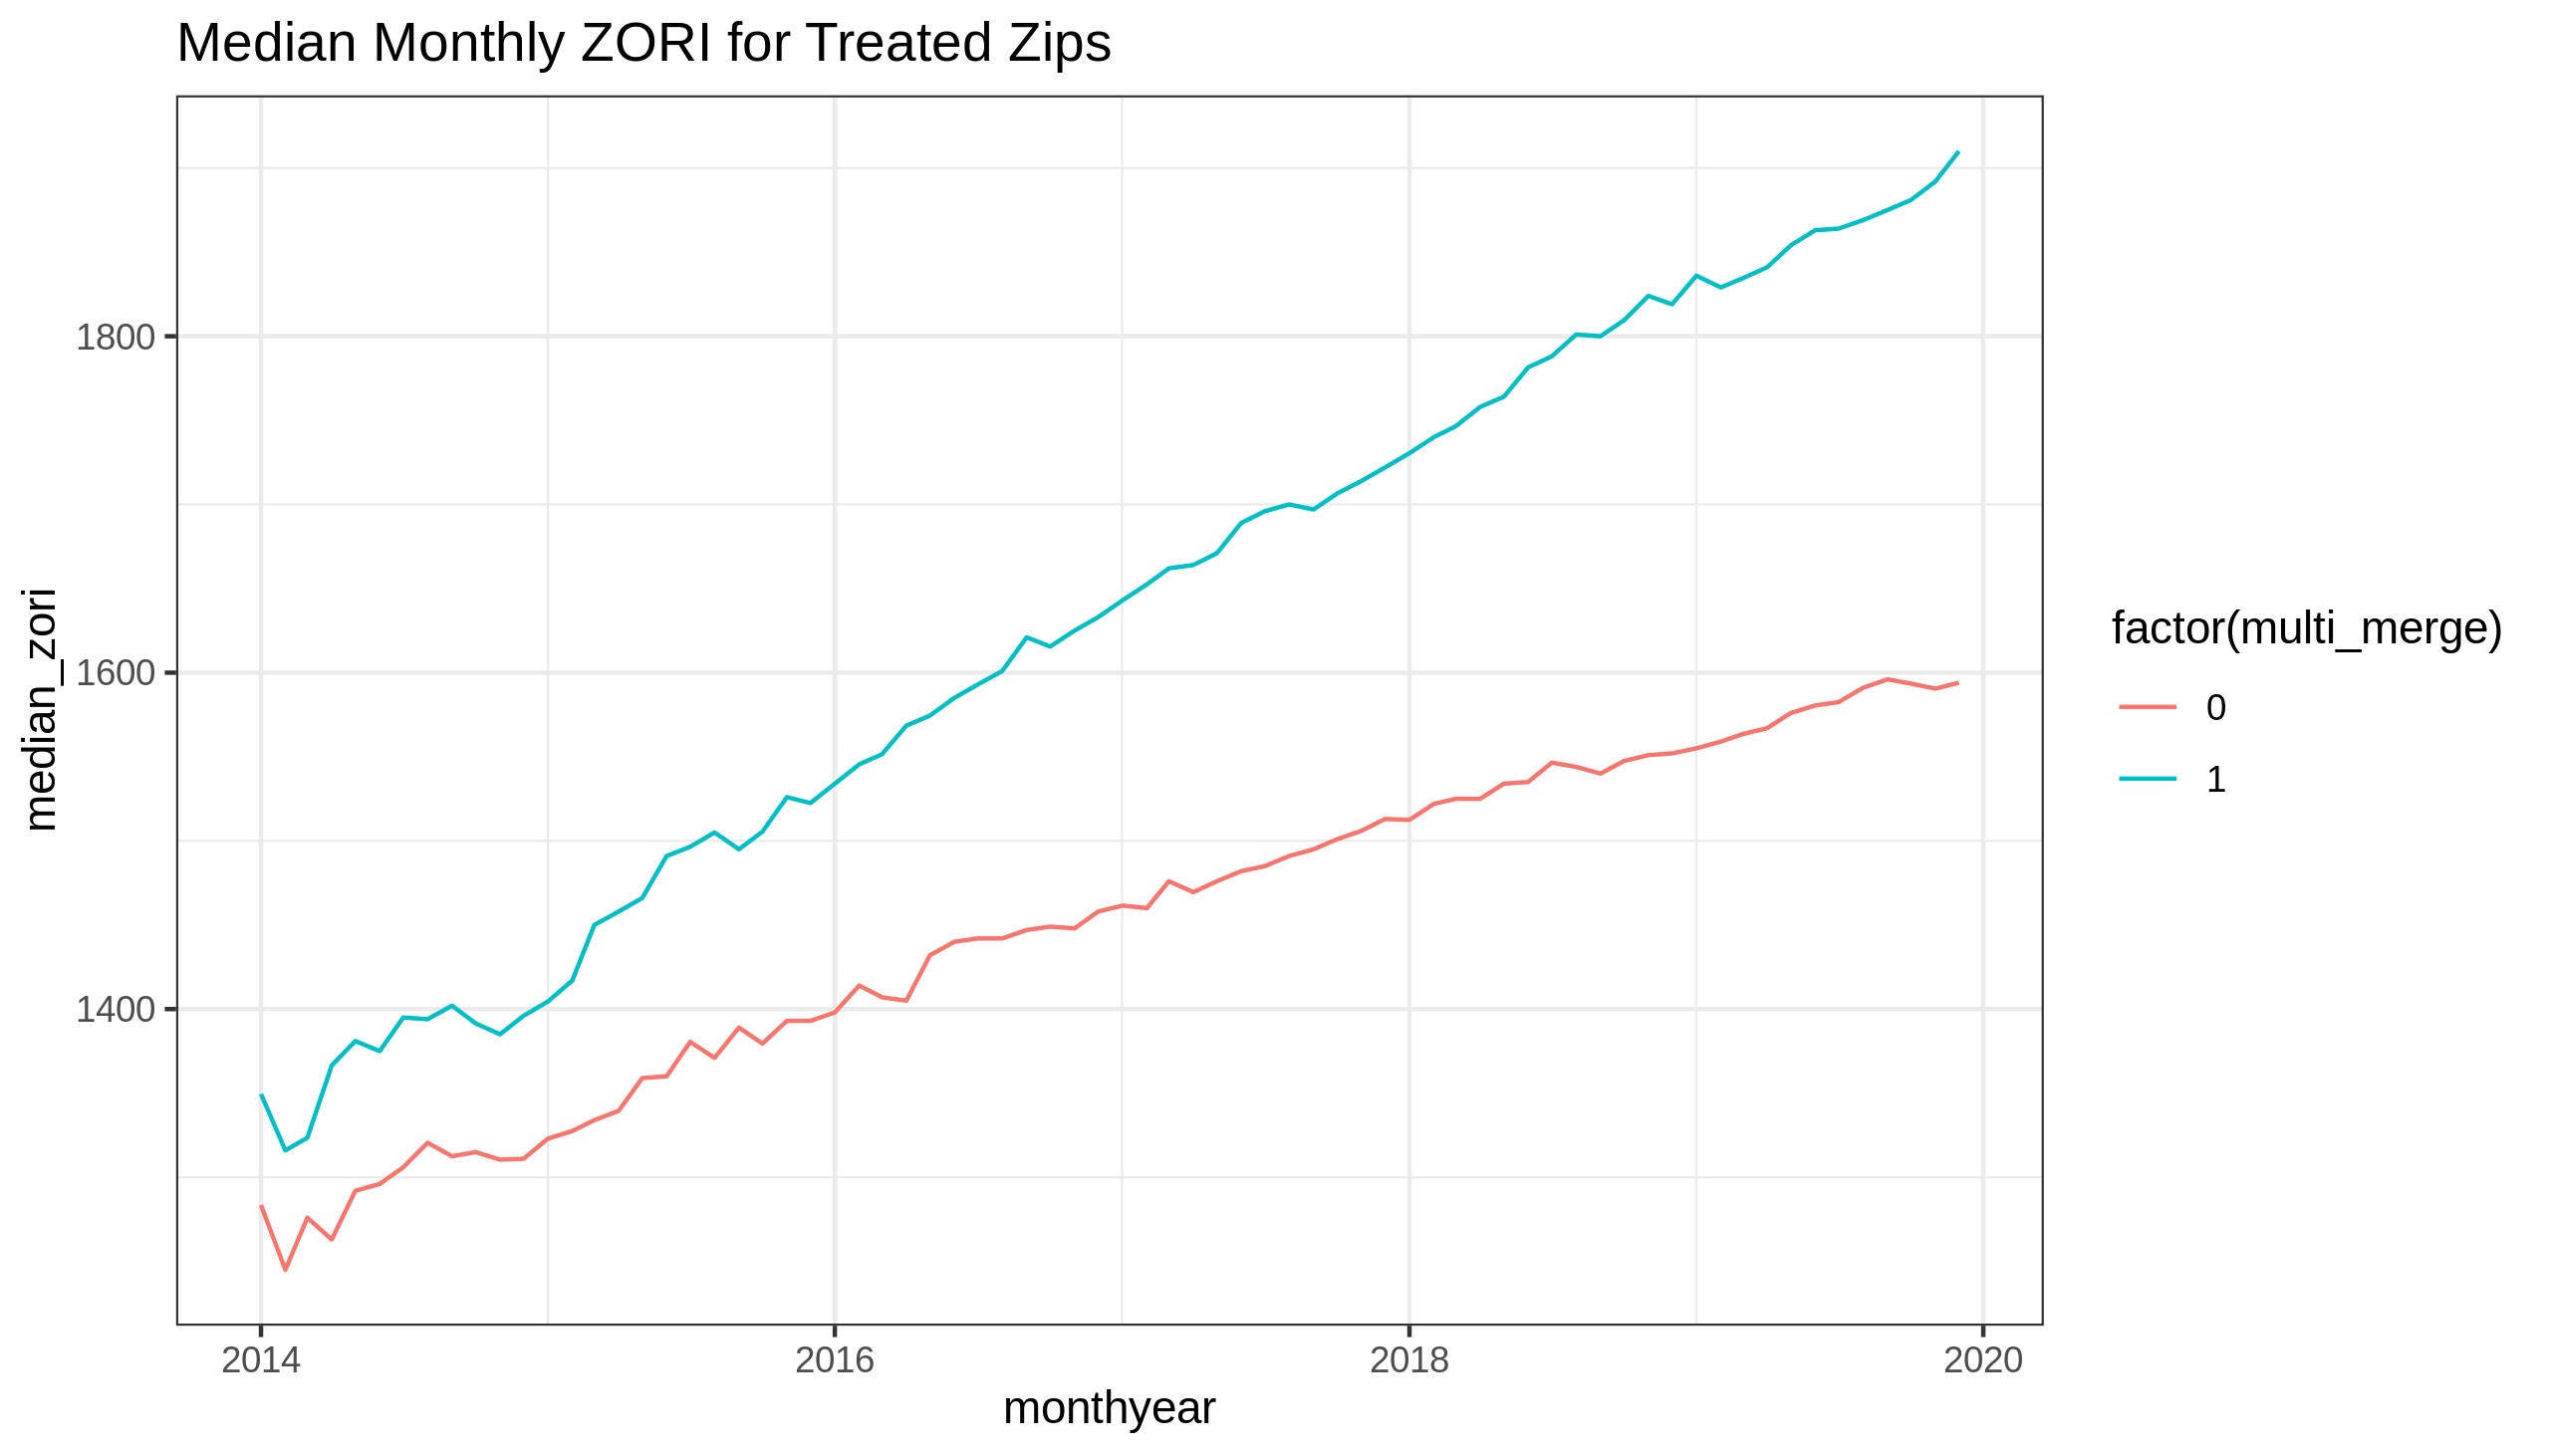 Median Monthly ZORI for Treated Zips
median_zori
1800
1600
1400
2014
2016
2018
2020
monthyear
factor(multi_merge)
0
1